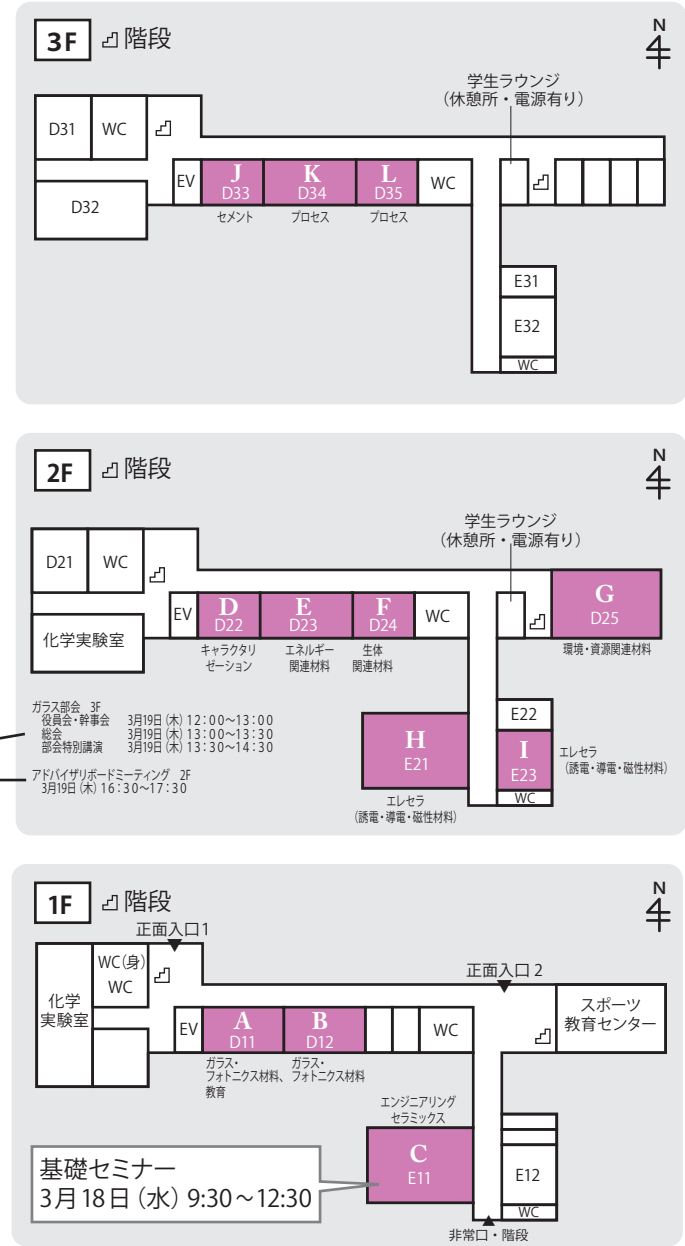 3F 階段
N
学生ラウンジ
（休憩所・電源有り）
D31
WC
D32
EV
J
D33
K
D34
L
D35
WC
セメント
プロセス
プロセス
E31
E32
WC
2F 階段
N
学生ラウンジ
（休憩所・電源有り）
D21
WC
化学実験室
EV
D
D22
E
D23
F
D24
WC
G
D25
キャラクタリ
ゼーション
エネルギー
関連材料
生体
関連材料
環境・資源関連材料
ガラス部会 3F
役員会・幹事会 3月19日（木）12：00〜13：00
総会 3月19日（木）13：00〜13：30
部会特別講演 3月19日（木）13：30〜14：30
アドバイザリボードミーティング 2F
3月19日（木）16：30〜17：30
H
E21
エレセラ
（誘電・導電・磁性材料）
E22
I
E23
WC
エレセラ
（誘電・導電・磁性材料）
1F 階段
N
正面入口1
正面入口 2
化学
実験室
WC（身）
WC
EV
A
D11
B
D12
WC
スポーツ
教育センター
ガラス・
フォトニクス材料、
教育
ガラス・
フォトニクス材料
エンジニアリング
セラミックス
C
E11
E12
WC
基礎セミナー
3月18日（水）9:30〜12:30
非常口・階段